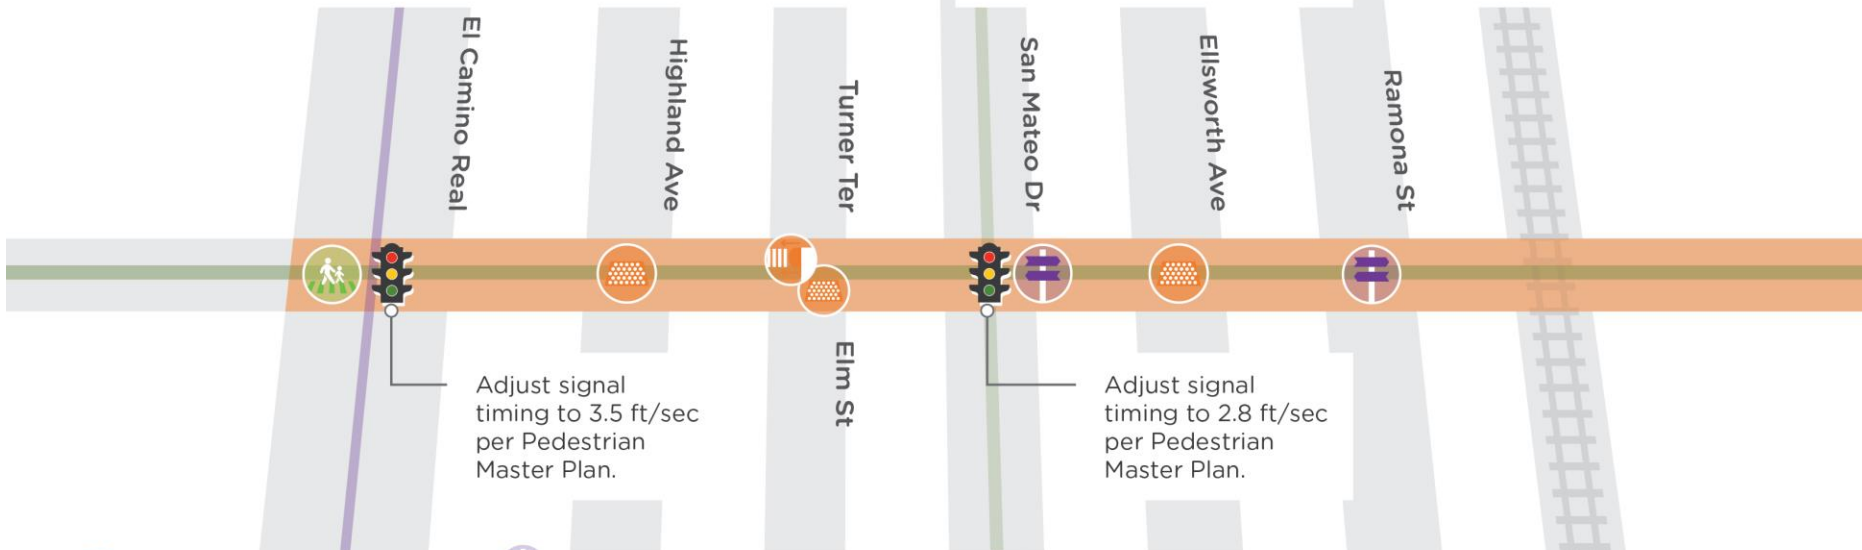 El Camino Real
Highland Ave
Turner Ter
San Mateo Dr
Ellsworth Ave
Ramona St
Elm St
Adjust signal
timing to 3.5 ft/sec
per Pedestrian
Master Plan.
Adjust signal
timing to 2.8 ft/sec
per Pedestrian
Master Plan.